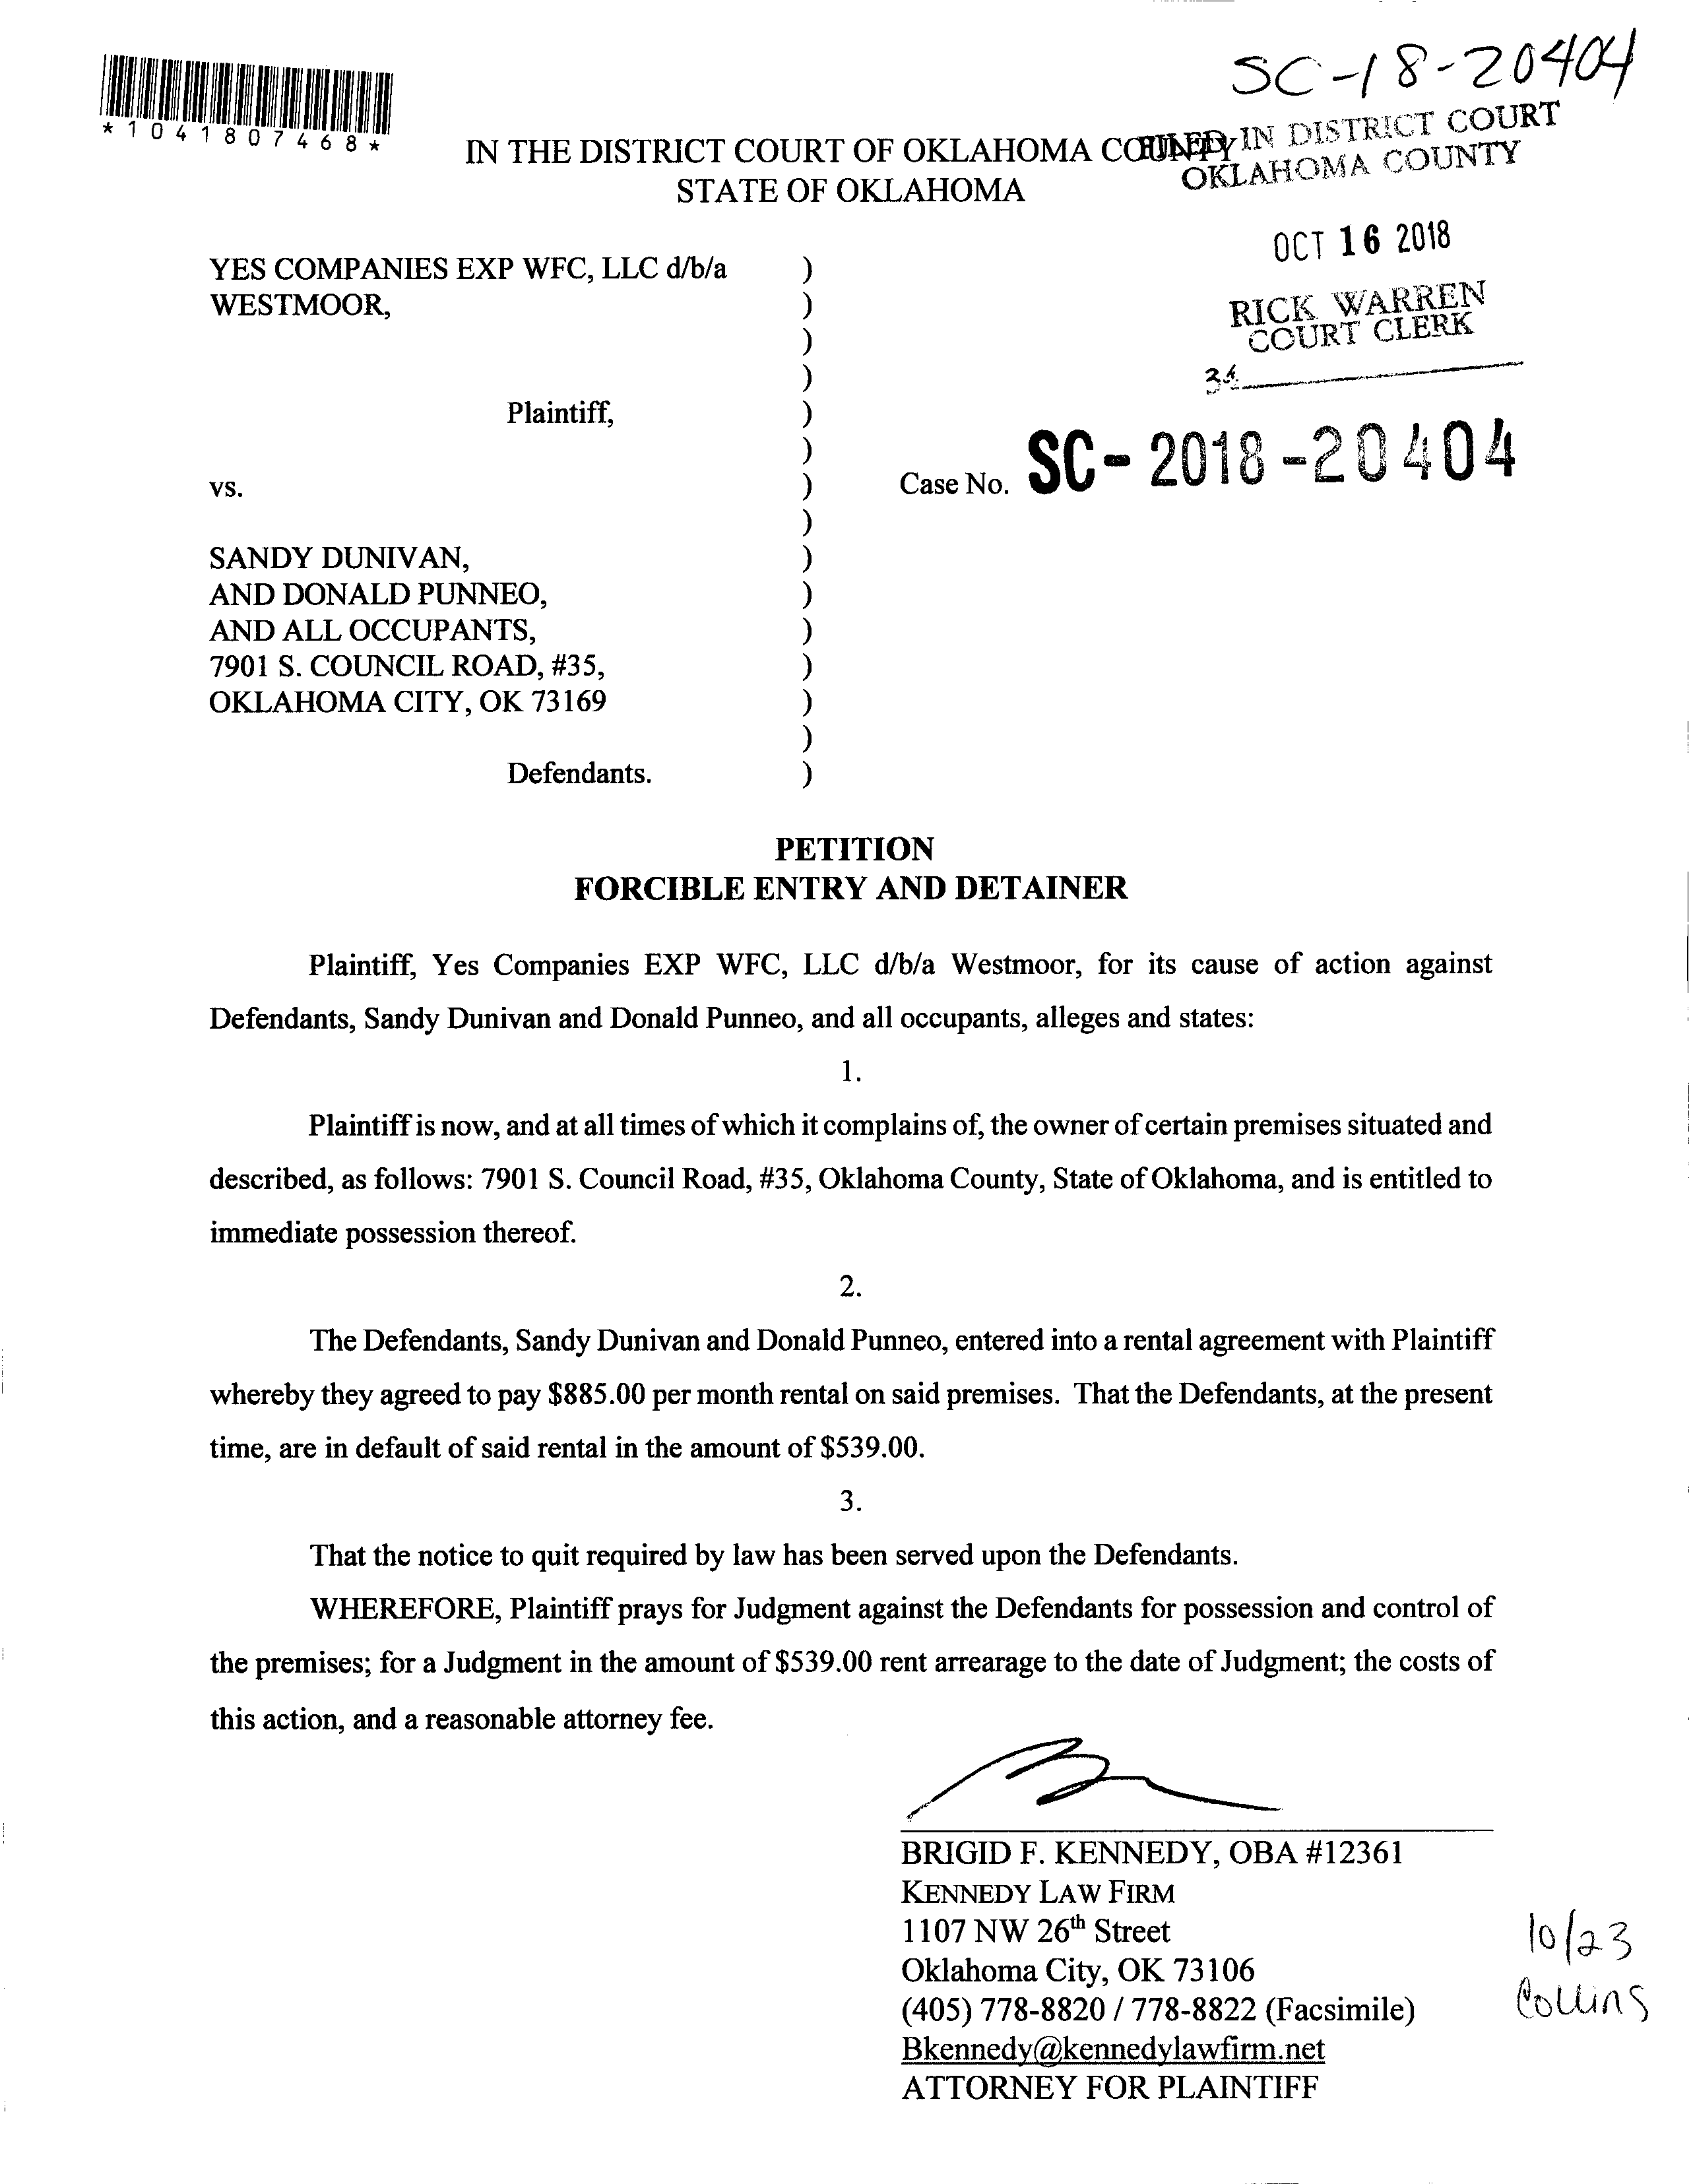 SC-18-20404
*1041807468*
IN THE DISTRICT COURT OF OKLAHOMA COUNTY
STATE OF OKLAHOMA
FILED IN DISTRICT COURT
OKLAHOMA COUNTY
OCT 16 2018
RICK WARREN
COURT CLERK
34
YES COMPANIES EXP WFC, LLC d/b/a )
WESTMOOR, )
)
)
Plaintiff, )
)
vs. ) Case No. SC-2018-20404
)
SANDY DUNIVAN, )
AND DONALD PUNNEO, )
AND ALL OCCUPANTS, )
7901 S. COUNCIL ROAD, #35, )
OKLAHOMA CITY, OK 73169 )
)
Defendants. )
PETITION
FORCIBLE ENTRY AND DETAINER
Plaintiff, Yes Companies EXP WFC, LLC d/b/a Westmoor, for its cause of action against
Defendants, Sandy Dunivan and Donald Punneo, and all occupants, alleges and states:
1.
Plaintiff is now, and at all times of which it complains of, the owner of certain premises situated and
described, as follows: 7901 S. Council Road, #35, Oklahoma County, State of Oklahoma, and is entitled to
immediate possession thereof.
2.
The Defendants, Sandy Dunivan and Donald Punneo, entered into a rental agreement with Plaintiff
whereby they agreed to pay $885.00 per month rental on said premises. That the Defendants, at the present
time, are in default of said rental in the amount of $539.00.
3.
That the notice to quit required by law has been served upon the Defendants.
WHEREFORE, Plaintiff prays for Judgment against the Defendants for possession and control of
the premises; for a Judgment in the amount of $539.00 rent arrearage to the date of Judgment; the costs of
this action, and a reasonable attorney fee.
BRIGID F. KENNEDY, OBA #12361
KENNEDY LAW FIRM
1107 NW 26th Street
Oklahoma City, OK 73106
(405) 778-8820 / 778-8822 (Facsimile)
Bkennedy@kennedylawfirm.net
ATTORNEY FOR PLAINTIFF
10/23
Collins